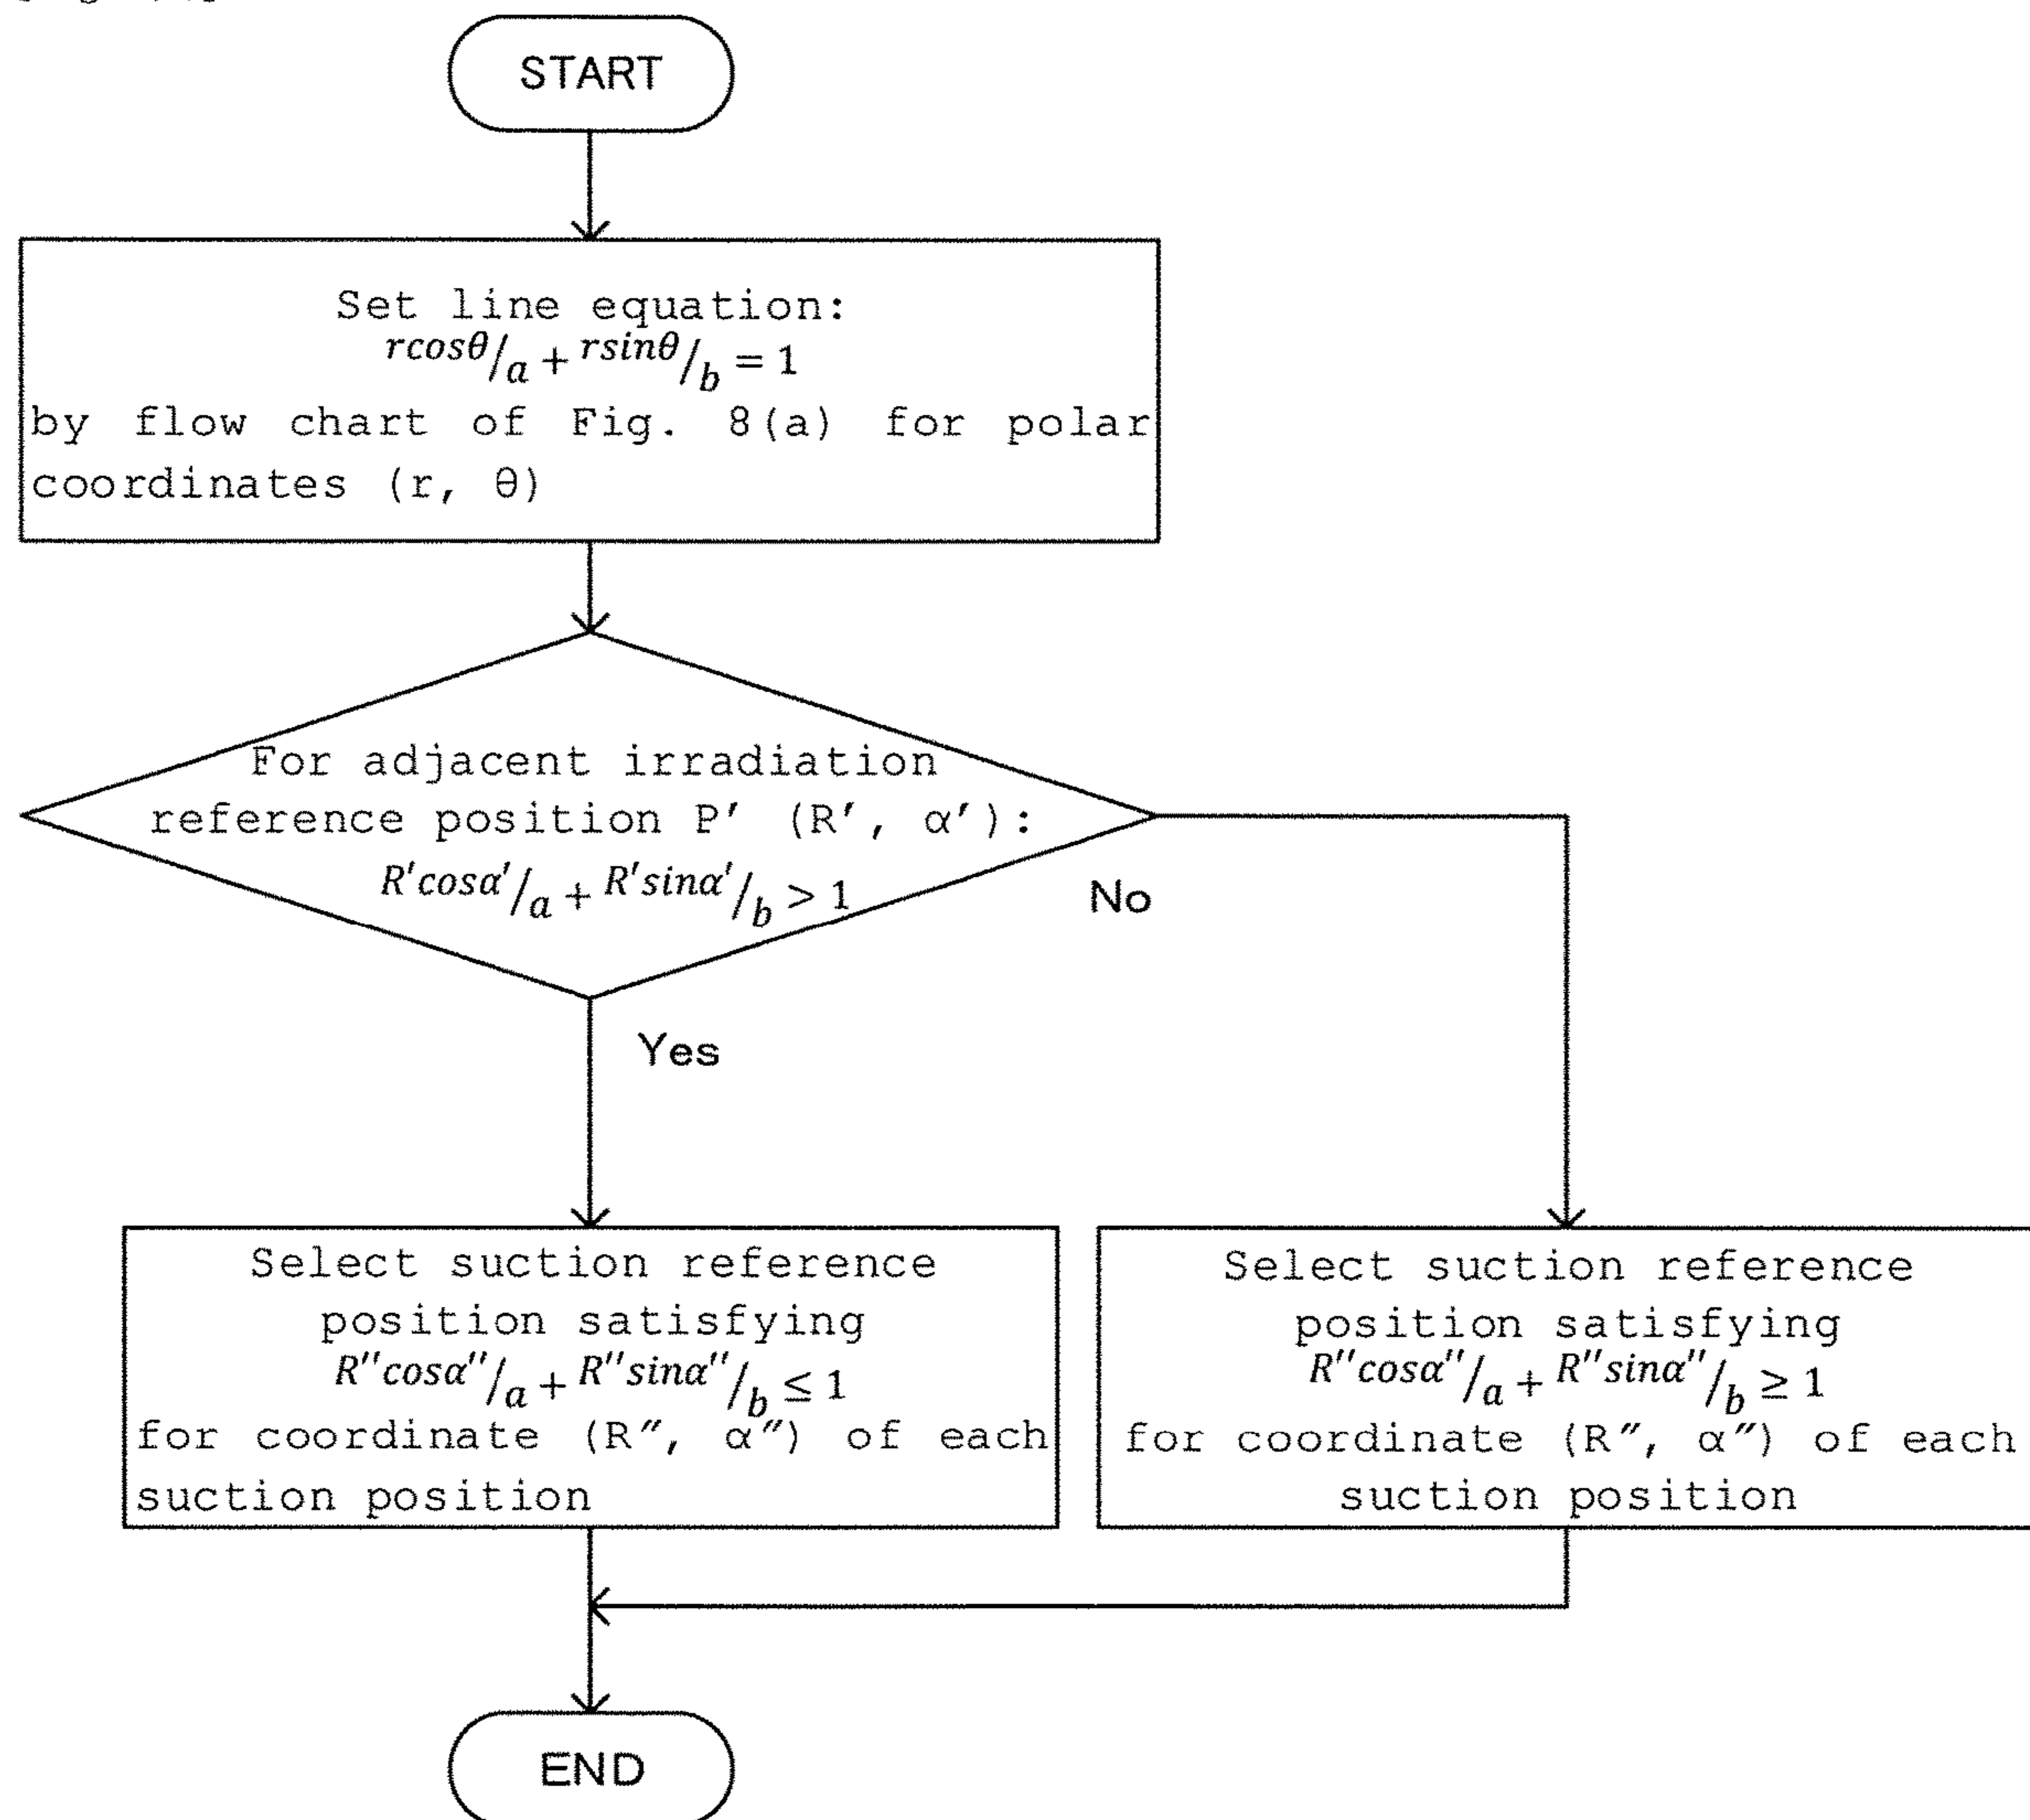 START
Set line equation:
rcosθ/a + rsinθ/b = 1
by flow chart of Fig. 8(a) for polar
coordinates (r, θ)
For adjacent irradiation
reference position P′ (R′, α′):
R′cosα′/a + R′sinα′/b > 1
No
Yes
Select suction reference
position satisfying
R″cosα″/a + R″sinα″/b ≤ 1
for coordinate (R″, α″) of each
suction position
Select suction reference
position satisfying
R″cosα″/a + R″sinα″/b ≥ 1
for coordinate (R″, α″) of each
suction position
END